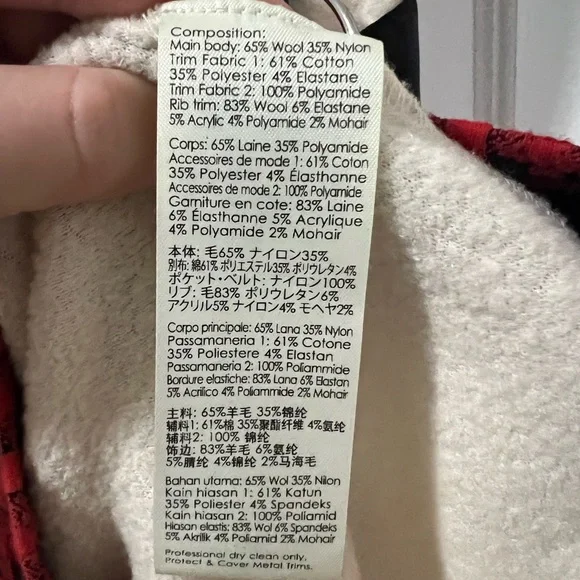 Composition:
Main body: 65% Wool 35% Nylon
Trim Fabric 1: 61% Cotton
35% Polyester 4% Elastane
Trim Fabric 2: 100% Polyamide
Rib trim: 83% Wool 6% Elastane
5% Acrylic 4% Polyamide 2% Mohair
Corps: 65% Laine 35% Polyamide
Accessoires de mode 1: 61% Coton
35% Polyester 4% Élasthanne
Accessoires de mode 2: 100% Polyamide
Garniture en cote: 83% Laine
6% Élasthanne 5% Acrylique
4% Polyamide 2% Mohair
本体: 毛65% ナイロン35%
別布: 綿61% ポリエステル35% ポリウレタン4%
ポケット・ベルト: ナイロン100%
リブ: 毛83% ポリウレタン6%
アクリル5% ナイロン4% モヘヤ2%
Corpo principale: 65% Lana 35% Nylon
Passamaneria 1: 61% Cotone
35% Poliestere 4% Elastan
Passamaneria 2: 100% Poliammide
Bordure elastiche: 83% Lana 6% Elastan
5% Acrilico 4% Poliammide 2% Mohair
主料: 65%羊毛 35%锦纶
辅料1: 61%棉 35%聚酯纤维 4%氨纶
辅料2: 100% 锦纶
饰边: 83%羊毛 6%氨纶
5%腈纶 4%锦纶 2%马海毛
Bahan utama: 65% Wol 35% Nilon
Kain hiasan 1: 61% Katun
35% Poliester 4% Spandeks
Kain hiasan 2: 100% Poliamid
Hiasan elastis: 83% Wol 6% Spandeks
5% Akrilik 4% Poliamid 2% Mohair
Professional dry clean only.
Protect & Cover Metal Trims.